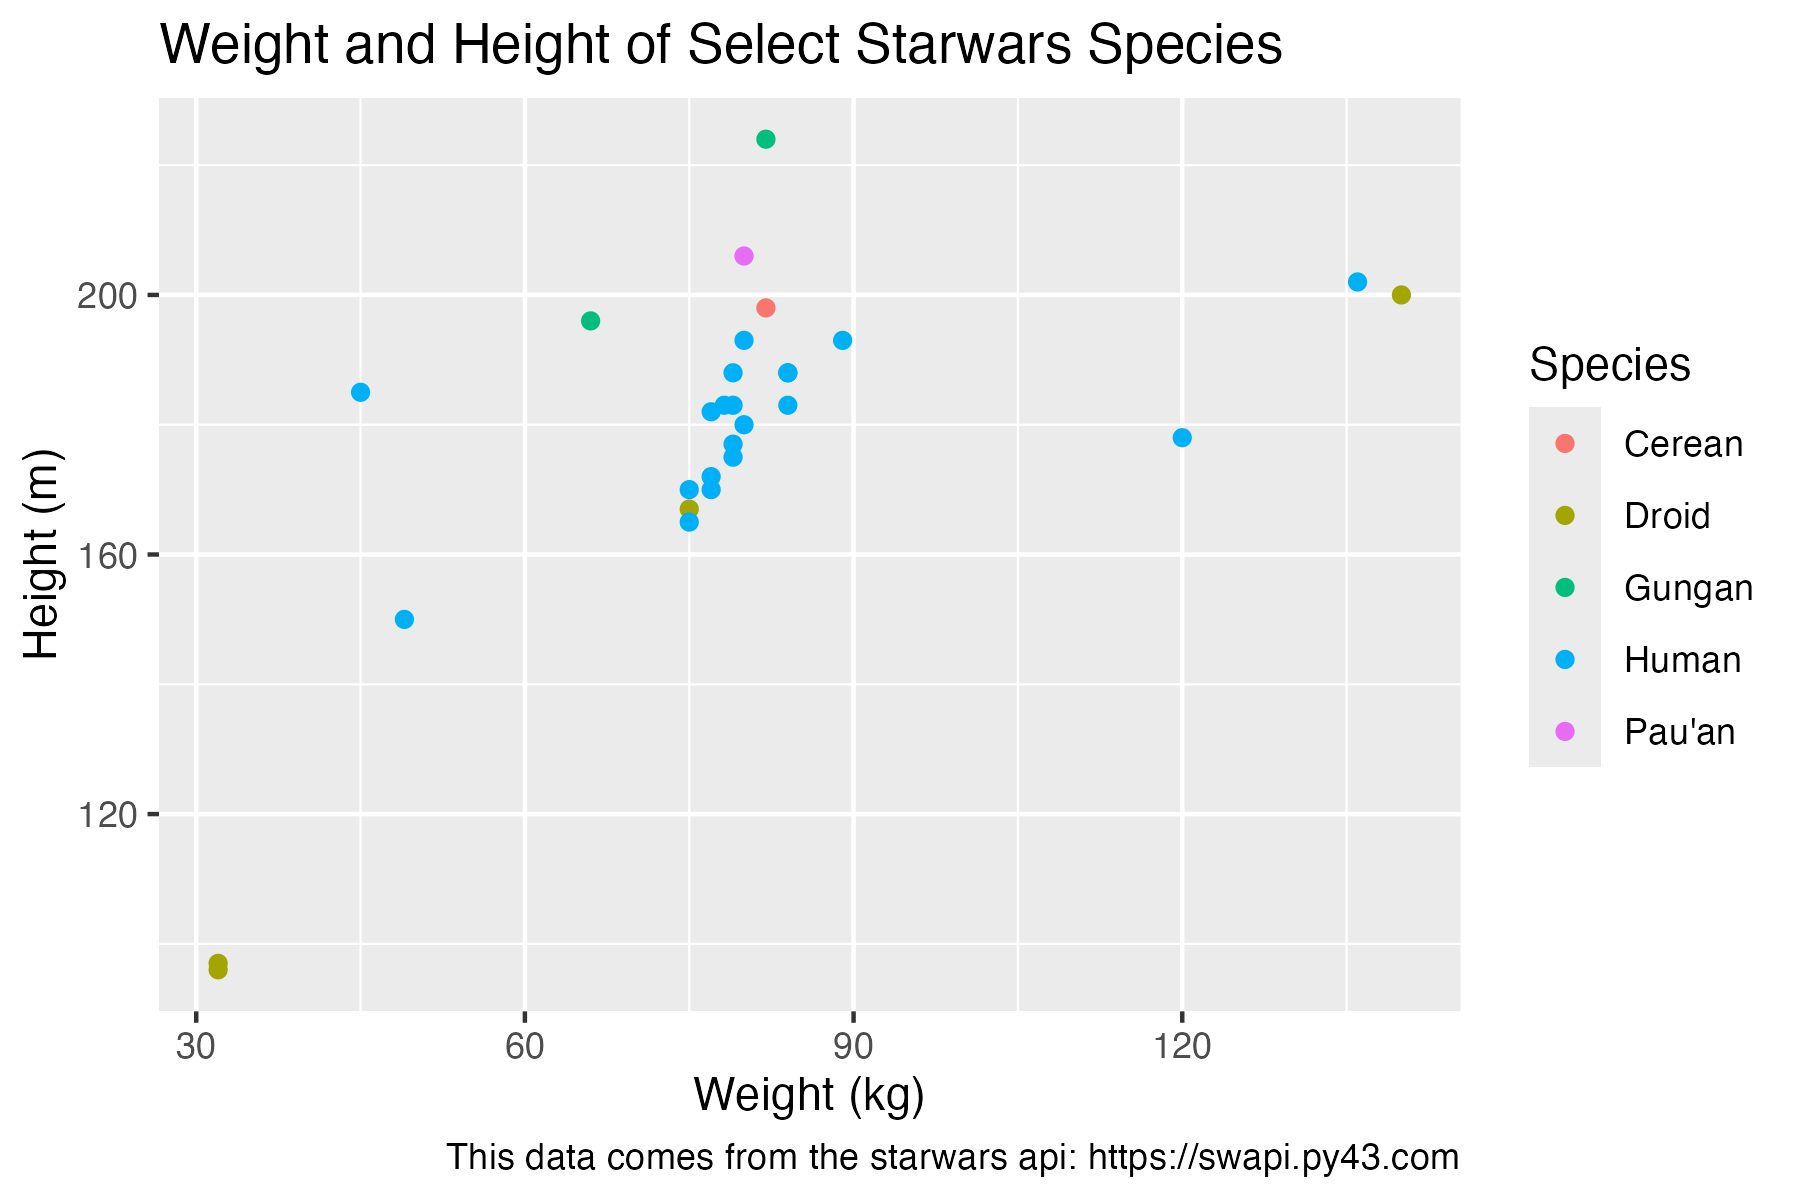 Weight and Height of Select Starwars Species
200
160
120
Height (m)
30 60 90 120
Weight (kg)
Species
Cerean
Droid
Gungan
Human
Pau'an
This data comes from the starwars api: https://swapi.py43.com